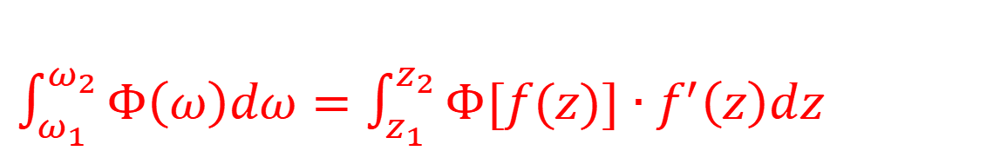 ∫_{ω₁}^{ω₂} Φ(ω)dω = ∫_{z₁}^{z₂} Φ[f(z)] · f′(z)dz